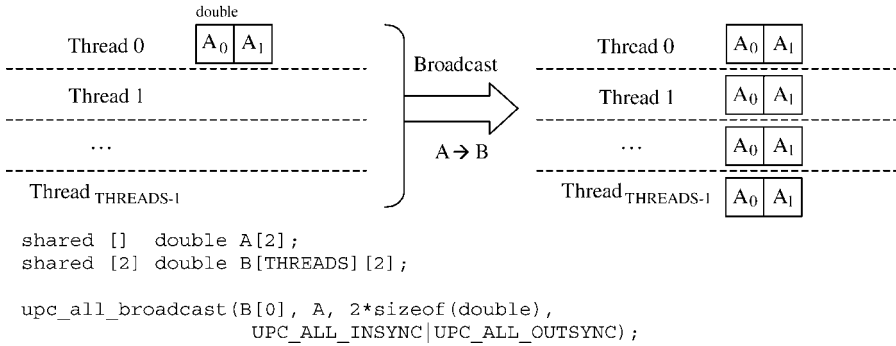 double
Thread 0 A0 A1 Thread 0 A0 A1
Broadcast
Thread 1 Thread 1 A0 A1
... A → B ... A0 A1
Thread THREADS-1 Thread THREADS-1 A0 A1
shared [] double A[2];
shared [2] double B[THREADS][2];
upc_all_broadcast(B[0], A, 2*sizeof(double),
UPC_ALL_INSYNC|UPC_ALL_OUTSYNC);